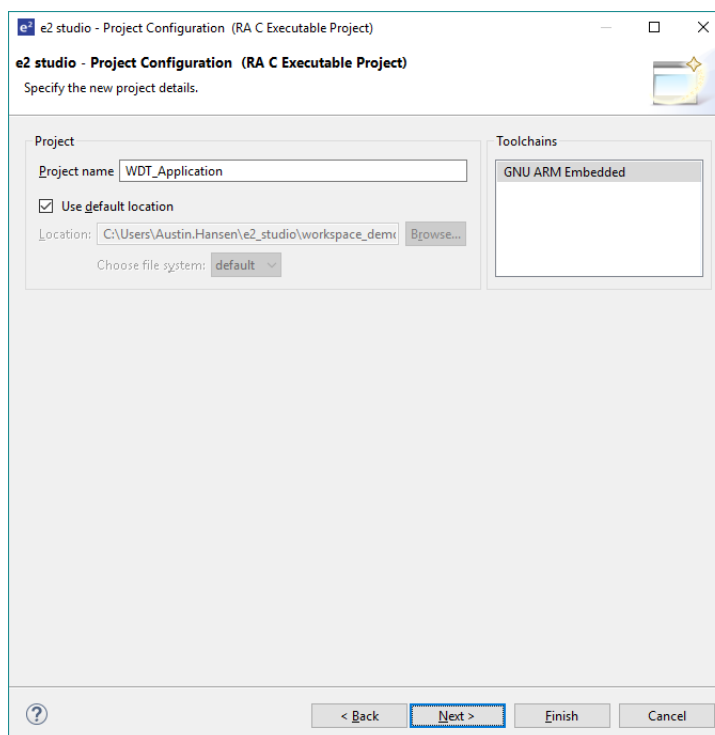 e2 e2 studio - Project Configuration (RA C Executable Project)
e2 studio - Project Configuration (RA C Executable Project)
Specify the new project details.
Project
Project name WDT_Application
Use default location
Location: C:\Users\Austin.Hansen\e2_studio\workspace_dem Browse...
Choose file system: default
Toolchains
GNU ARM Embedded
? < Back Next > Finish Cancel